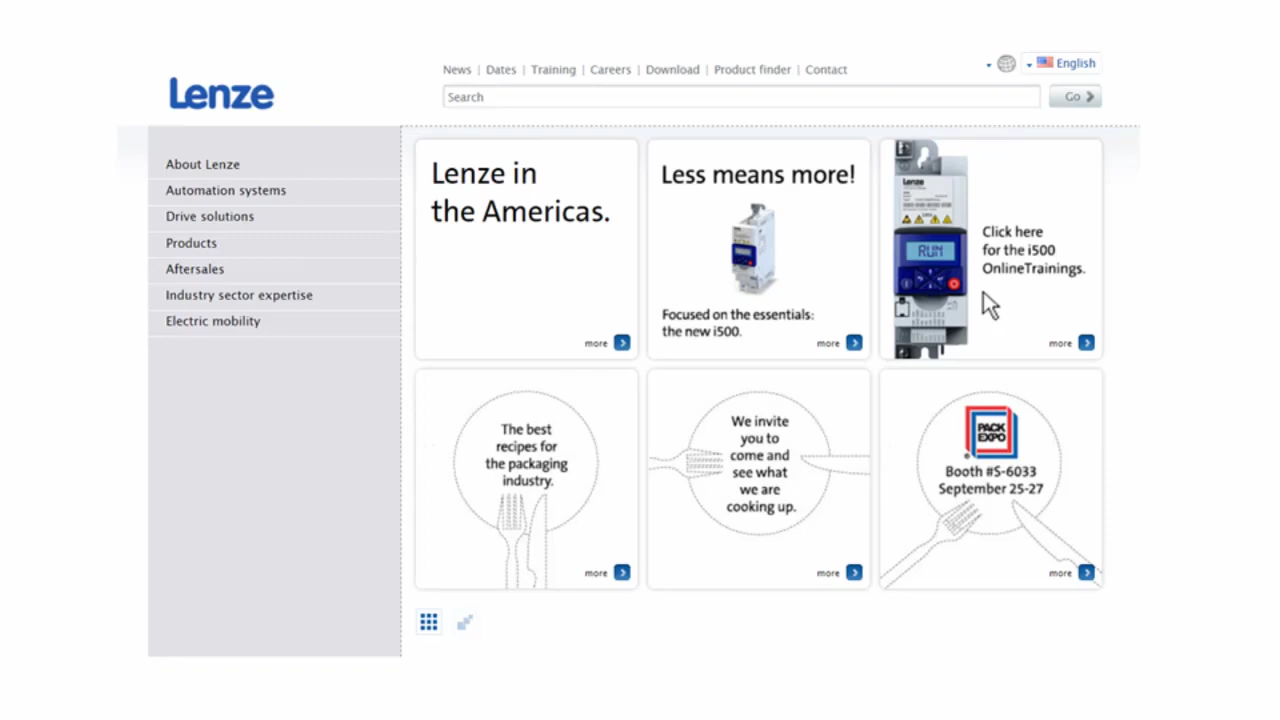 News | Dates | Training | Careers | Download | Product finder | Contact
English
Lenze
Search
Go
About Lenze
Automation systems
Drive solutions
Products
Aftersales
Industry sector expertise
Electric mobility
Lenze in
the Americas.
more
Less means more!
Focused on the essentials:
the new i500.
more
Lenze
RUN
Click here
for the i500
OnlineTrainings.
more
The best
recipes for
the packaging
industry.
more
We invite
you to
come and
see what
we are
cooking up.
more
PACK
EXPO
®
Booth #S-6033
September 25-27
more